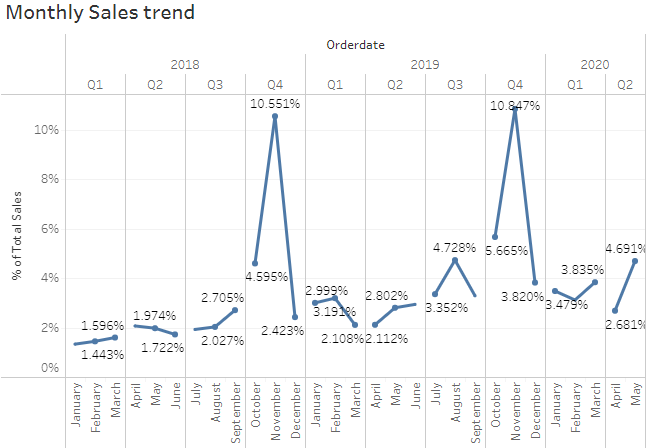 Monthly Sales trend
Orderdate
2018 2019 2020
Q1 Q2 Q3 Q4 Q1 Q2 Q3 Q4 Q1 Q2
% of Total Sales
10%
8%
6%
4%
2%
0%
1.596%
1.443%
1.974%
1.722%
2.705%
2.027%
10.551%
4.595%
2.423%
2.999%
3.191%
2.108%
2.802%
2.112%
4.728%
3.352%
10.847%
5.665%
3.820%
3.835%
3.479%
4.691%
2.681%
January
February
March
April
May
June
July
August
September
October
November
December
January
February
March
April
May
June
July
August
September
October
November
December
January
February
March
April
May